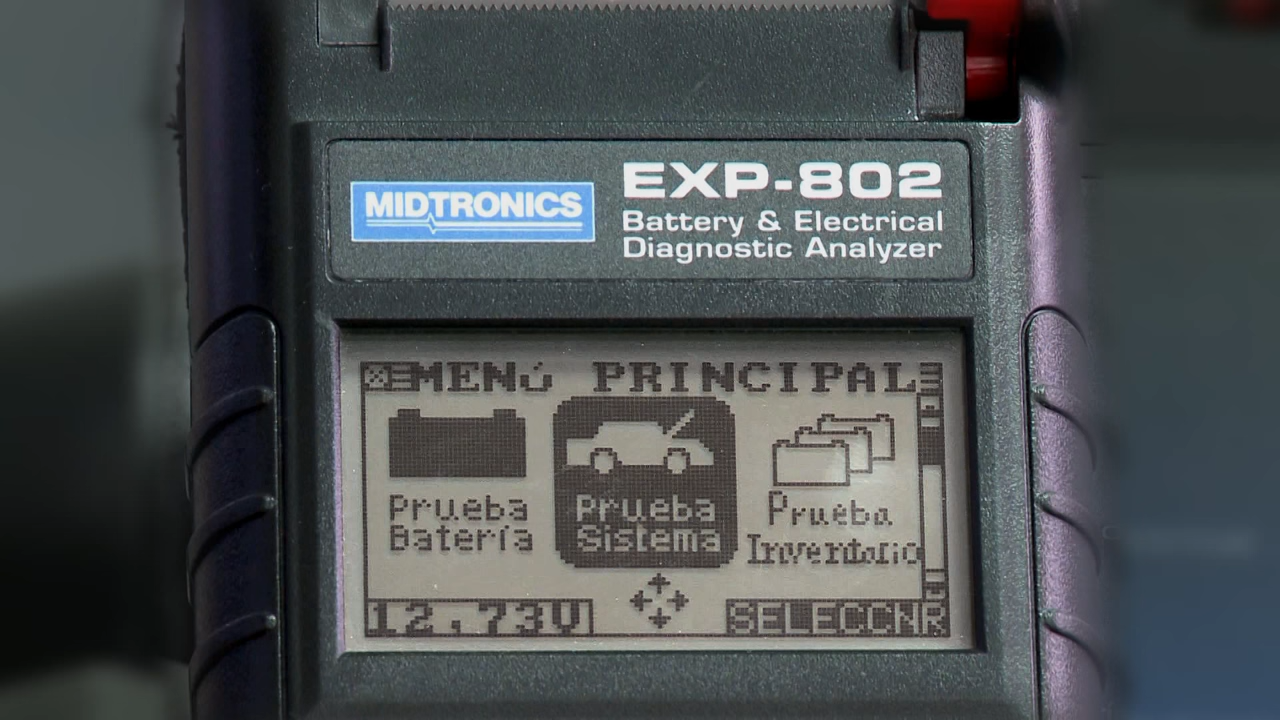 MIDTRONICS
EXP-802
Battery & Electrical
Diagnostic Analyzer
MENú PRINCIPAL
Prueba
Batería
Prueba
Sistema
Prueba
Inventario
12.73V
SELECCNR